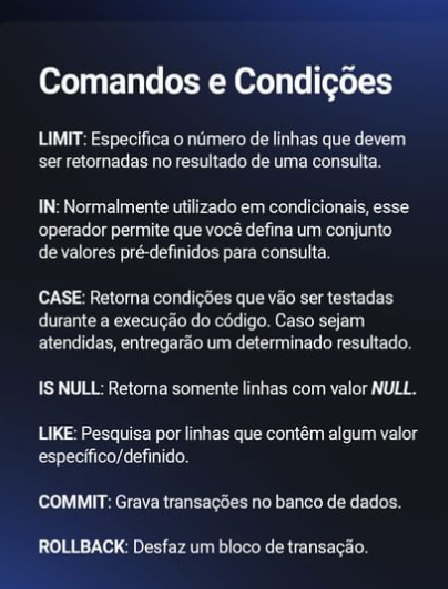 Comandos e Condições
LIMIT: Especifica o número de linhas que devem
ser retornadas no resultado de uma consulta.
IN: Normalmente utilizado em condicionais, esse
operador permite que você defina um conjunto
de valores pré-definidos para consulta.
CASE: Retorna condições que vão ser testadas
durante a execução do código. Caso sejam
atendidas, entregarão um determinado resultado.
IS NULL: Retorna somente linhas com valor NULL.
LIKE: Pesquisa por linhas que contêm algum valor
específico/definido.
COMMIT: Grava transações no banco de dados.
ROLLBACK: Desfaz um bloco de transação.